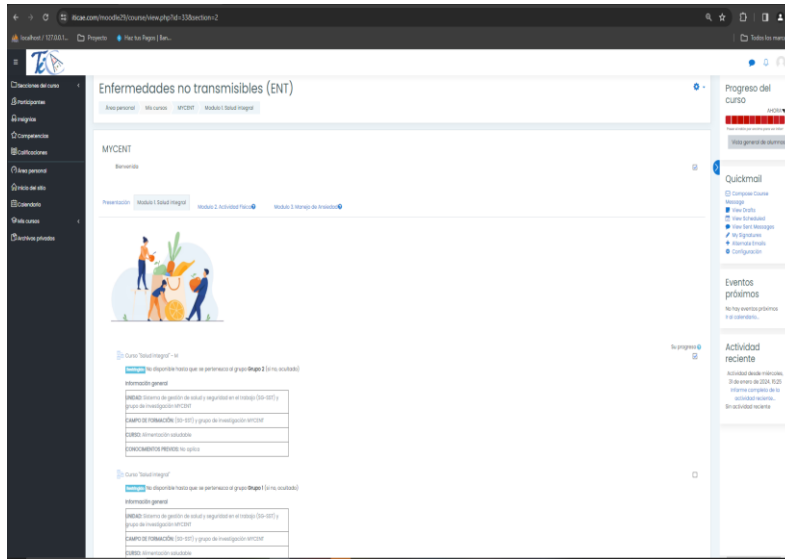 iticae.com/moodle29/course/view.php?id=33&section=2
localhost / 127.0.0.1...
Proyecto
Haz tus Pagos | Ban...
Todos los marc
Secciones del curso
Participantes
Insignias
Competencias
Calificaciones
Área personal
Inicio del sitio
Calendario
Mis cursos
Archivos privados
Enfermedades no transmisibles (ENT)
Área personal
Mis cursos
MYCENT
Modulo 1. Salud Integral
MYCENT
Bienvenida
Presentación
Modulo 1. Salud Integral
Modulo 2. Actividad Física
Modulo 3. Manejo de Ansiedad
Su progreso
Curso "Salud Integral" - M
No disponible hasta que: se pertenezca al grupo Grupo 2 (si no, ocultado)
Información general
UNIDAD: Sistema de gestión de salud y seguridad en el trabajo (SG-SST) y
grupo de investigación MYCENT
CAMPO DE FORMACIÓN: (SG-SST) y grupo de investigación MYCENT
CURSO: Alimentación saludable
CONOCIMIENTOS PREVIOS: No aplica
Curso "Salud Integral"
No disponible hasta que: se pertenezca al grupo Grupo 1 (si no, ocultado)
Información general
UNIDAD: Sistema de gestión de salud y seguridad en el trabajo (SG-SST) y
grupo de investigación MYCENT
CAMPO DE FORMACIÓN: (SG-SST) y grupo de investigación MYCENT
CURSO: Alimentación saludable
Progreso del
curso
AHORA
Vista general de alumnos
Quickmail
Compose Course
Message
View Drafts
View Scheduled
View Sent Messages
My Signatures
Alternate Emails
Configuración
Eventos
próximos
No hay eventos próximos
Ir al calendario...
Actividad
reciente
Actividad desde miércoles,
31 de enero de 2024, 11:25
Informe completo de la
actividad reciente...
Sin actividad reciente